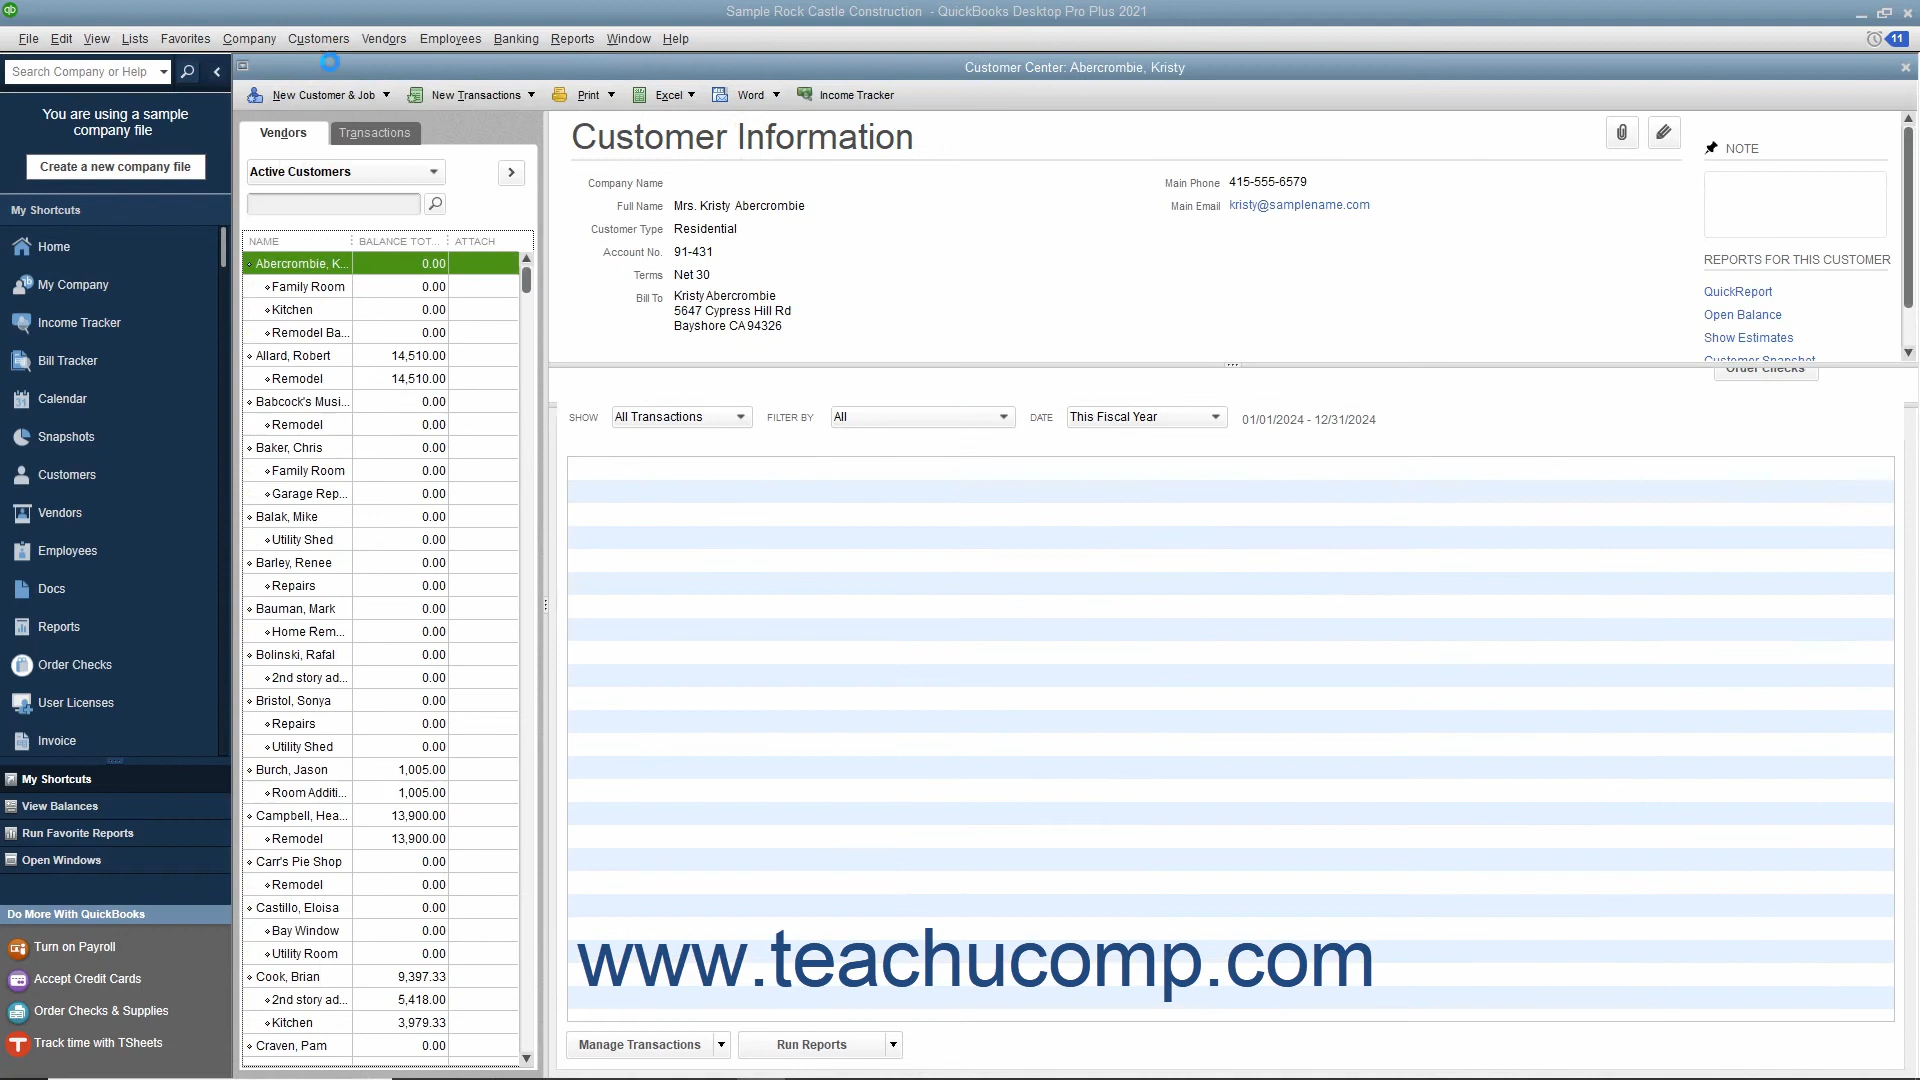 Sample Rock Castle Construction - QuickBooks Desktop Pro Plus 2021
File Edit View Lists Favorites Company Customers Vendors Employees Banking Reports Window Help
11
Search Company or Help
Customer Center: Abercrombie, Kristy
New Customer & Job
New Transactions
Print
Excel
Word
Income Tracker
You are using a sample
company file
Create a new company file
My Shortcuts
Home
My Company
Income Tracker
Bill Tracker
Calendar
Snapshots
Customers
Vendors
Employees
Docs
Reports
Order Checks
User Licenses
Invoice
My Shortcuts
View Balances
Run Favorite Reports
Open Windows
Do More With QuickBooks
Turn on Payroll
Accept Credit Cards
Order Checks & Supplies
Track time with TSheets
Vendors
Transactions
Active Customers
NAME BALANCE TOT... ATTACH
Abercrombie, K... 0.00
Family Room 0.00
Kitchen 0.00
Remodel Ba... 0.00
Allard, Robert 14,510.00
Remodel 14,510.00
Babcock's Musi... 0.00
Remodel 0.00
Baker, Chris 0.00
Family Room 0.00
Garage Rep... 0.00
Balak, Mike 0.00
Utility Shed 0.00
Barley, Renee 0.00
Repairs 0.00
Bauman, Mark 0.00
Home Rem... 0.00
Bolinski, Rafal 0.00
2nd story ad... 0.00
Bristol, Sonya 0.00
Repairs 0.00
Utility Shed 0.00
Burch, Jason 1,005.00
Room Additi... 1,005.00
Campbell, Hea... 13,900.00
Remodel 13,900.00
Carr's Pie Shop 0.00
Remodel 0.00
Castillo, Eloisa 0.00
Bay Window 0.00
Utility Room 0.00
Cook, Brian 9,397.33
2nd story ad... 5,418.00
Kitchen 3,979.33
Craven, Pam 0.00
Customer Information
Company Name
Full Name Mrs. Kristy Abercrombie
Customer Type Residential
Account No. 91-431
Terms Net 30
Bill To Kristy Abercrombie
5647 Cypress Hill Rd
Bayshore CA 94326
Main Phone 415-555-6579
Main Email kristy@samplename.com
NOTE
REPORTS FOR THIS CUSTOMER
QuickReport
Open Balance
Show Estimates
Customer Snapshot
Order Checks
SHOW All Transactions FILTER BY All DATE This Fiscal Year 01/01/2024 - 12/31/2024
www.teachucomp.com
Manage Transactions
Run Reports